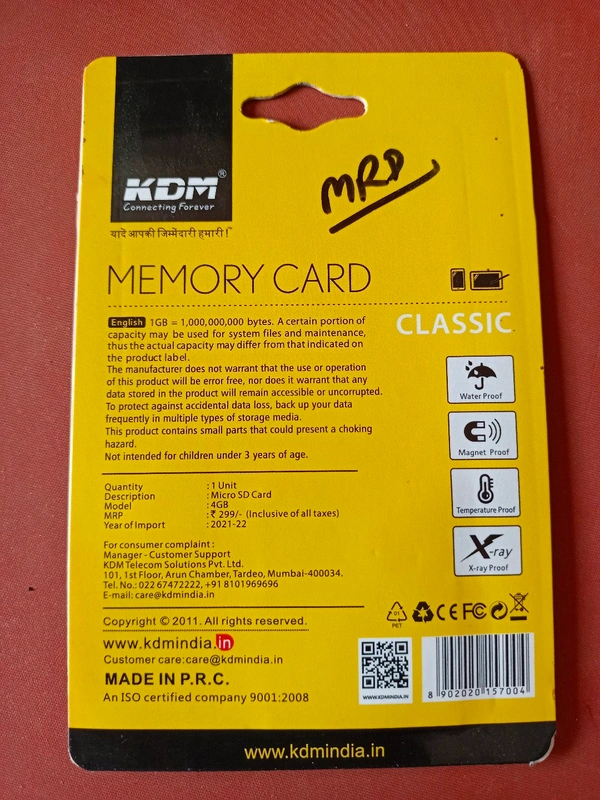 KDM®
Connecting Forever
यादें आपकी जिम्मेदारी हमारी!™
MRP
MEMORY CARD
CLASSIC
English 1GB = 1,000,000,000 bytes. A certain portion of
capacity may be used for system files and maintenance,
thus the actual capacity may differ from that indicated on
the product label.
The manufacturer does not warrant that the use or operation
of this product will be error free, nor does it warrant that any
data stored in the product will remain accessible or uncorrupted.
To protect against accidental data loss, back up your data
frequently in multiple types of storage media.
This product contains small parts that could present a choking
hazard.
Not intended for children under 3 years of age.
Water Proof
Magnet Proof
Temperature Proof
X-ray
X-ray Proof
Quantity : 1 Unit
Description : Micro SD Card
Model : 4GB
MRP : ₹ 299/- (Inclusive of all taxes)
Year of Import : 2021-22
For consumer complaint :
Manager - Customer Support
KDM Telecom Solutions Pvt. Ltd.
101, 1st Floor, Arun Chamber, Tardeo, Mumbai-400034.
Tel. No.: 022 67472222, +91 8101969696
E-mail: care@kdmindia.in
Copyright © 2011. All rights reserved.
www.kdmindia.in
Customer care:care@kdmindia.in
MADE IN P.R.C.
An ISO certified company 9001:2008
01
PET
CE FC
WWW.KDMINDIA.IN
8 902020 157004
www.kdmindia.in